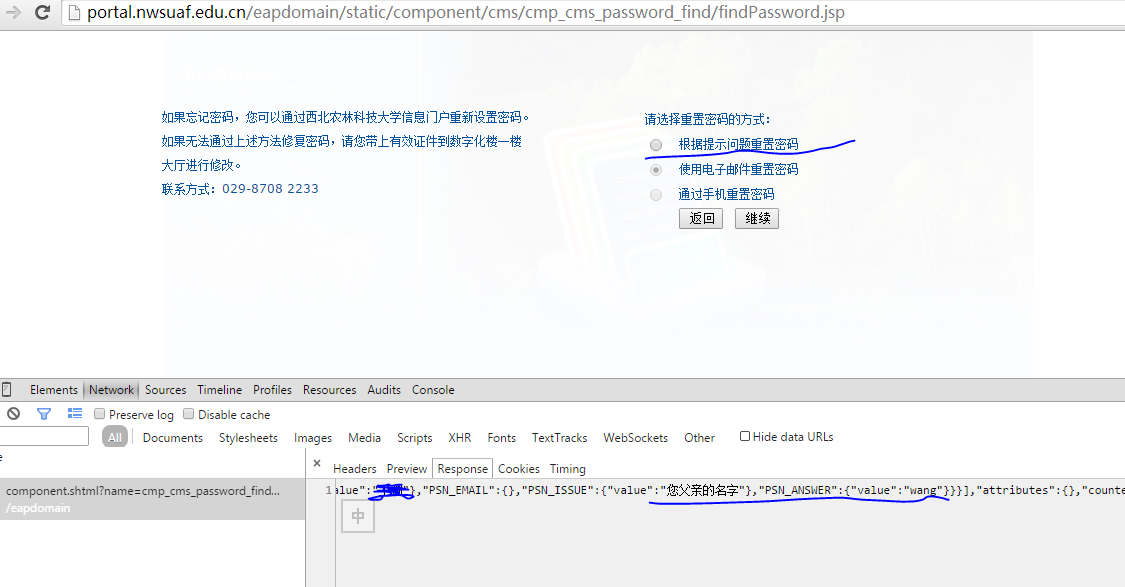 portal.nwsuaf.edu.cn/eapdomain/static/component/cms/cmp_cms_password_find/findPassword.jsp
如果忘记密码，您可以通过西北农林科技大学信息门户重新设置密码。
如果无法通过上述方法修复密码，请您带上有效证件到数字化楼一楼
大厅进行修改。
联系方式：029-8708 2233
请选择重置密码的方式：
根据提示问题重置密码
使用电子邮件重置密码
通过手机重置密码
返回 继续
Elements Network Sources Timeline Profiles Resources Audits Console
Preserve log Disable cache
All Documents Stylesheets Images Media Scripts XHR Fonts TextTracks WebSockets Other Hide data URLs
× Headers Preview Response Cookies Timing
component.shtml?name=cmp_cms_password_find...
/eapdomain
1 alue":" "},"PSN_EMAIL":{},"PSN_ISSUE":{"value":"您父亲的名字"},"PSN_ANSWER":{"value":"wang"}}}],"attributes":{},"counte
中